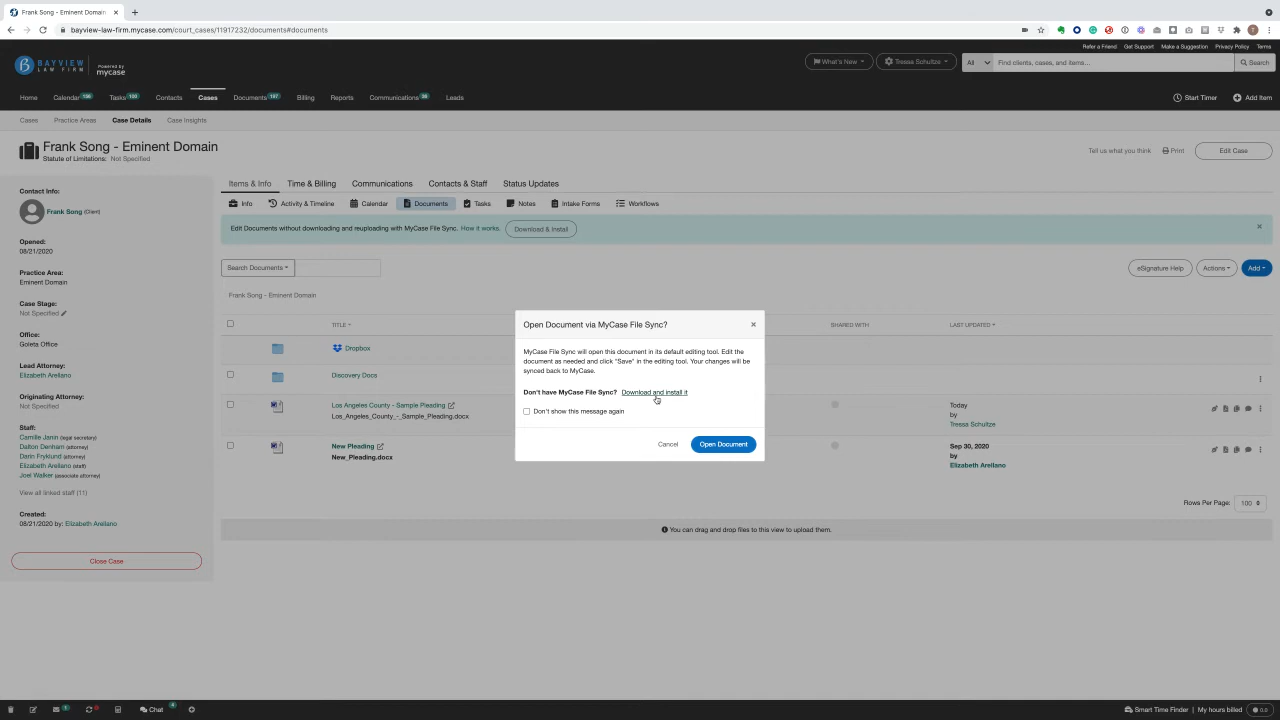 Frank Song - Eminent Domain
bayview-law-firm.mycase.com/court_cases/11917232/documents#documents
Refer a Friend Get Support Make a Suggestion Privacy Policy Terms
BAYVIEW LAW FIRM Powered by mycase
What's New Tressa Schultze All Find clients, cases, and items... Search
Home Calendar 156 Tasks 103 Contacts Cases Documents 197 Billing Reports Communications Leads Start Timer Add Item
Cases Practice Areas Case Details Case Insights
Frank Song - Eminent Domain
Statute of Limitations: Not Specified
Tell us what you think Print Edit Case
Contact Info:
Frank Song (Client)
Opened:
08/21/2020
Practice Area:
Eminent Domain
Case Stage:
Not Specified
Office:
Goleta Office
Lead Attorney:
Elizabeth Arellano
Originating Attorney:
Not Specified
Staff:
Camille Janin (legal secretary)
Dalton Denham (attorney)
Darin Fryklund (attorney)
Elizabeth Arellano (staff)
Joel Walker (associate attorney)
View all linked staff (11)
Created:
08/21/2020 by: Elizabeth Arellano
Close Case
Items & Info Time & Billing Communications Contacts & Staff Status Updates
Info Activity & Timeline Calendar Documents Tasks Notes Intake Forms Workflows
Edit Documents without downloading and reuploading with MyCase File Sync. How it works. Download & Install
Search Documents eSignature Help Actions Add
Frank Song - Eminent Domain
TITLE SHARED WITH LAST UPDATED
Dropbox
Discovery Docs
Los Angeles County - Sample Pleading
Los_Angeles_County_-_Sample_Pleading.docx
Today
by
Tressa Schultze
New Pleading
New_Pleading.docx
Sep 30, 2020
by
Elizabeth Arellano
Rows Per Page: 100
You can drag and drop files to this view to upload them.
Open Document via MyCase File Sync?
MyCase File Sync will open this document in its default editing tool. Edit the
document as needed and click "Save" in the editing tool. Your changes will be
synced back to MyCase.
Don't have MyCase File Sync? Download and install it
Don't show this message again
Cancel Open Document
1 Chat 4 Smart Time Finder My hours billed 0.0